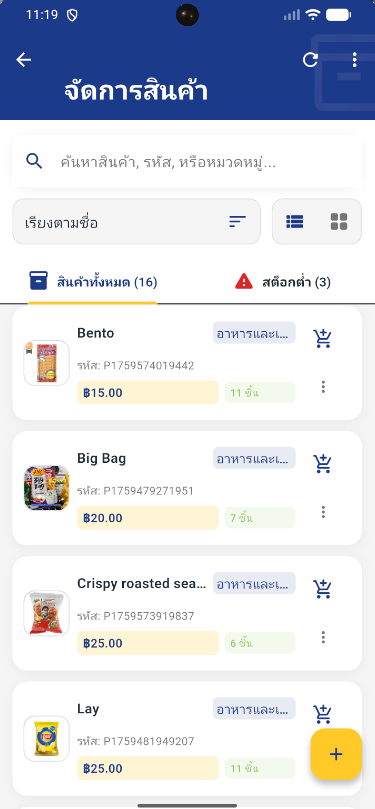 11:19
จัดการสินค้า
ค้นหาสินค้า, รหัส, หรือหมวดหมู่...
เรียงตามชื่อ
สินค้าทั้งหมด (16)
สต็อกต่ำ (3)
Bento
อาหารและเ...
รหัส: P1759574019442
฿15.00
11 ชิ้น
Big Bag
อาหารและเ...
รหัส: P1759479271951
฿20.00
7 ชิ้น
Crispy roasted sea...
อาหารและเ...
รหัส: P1759573919837
฿25.00
6 ชิ้น
Lay
อาหารและเ...
รหัส: P1759481949207
฿25.00
11 ชิ้น